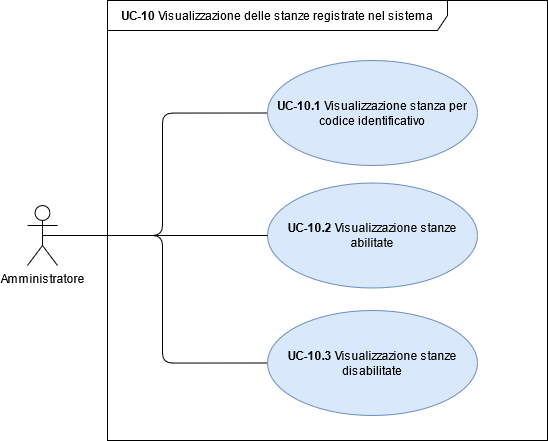 UC-10 Visualizzazione delle stanze registrate nel sistema
UC-10.1 Visualizzazione stanza per
codice identificativo
UC-10.2 Visualizzazione stanze
abilitate
Amministratore
UC-10.3 Visualizzazione stanze
disabilitate